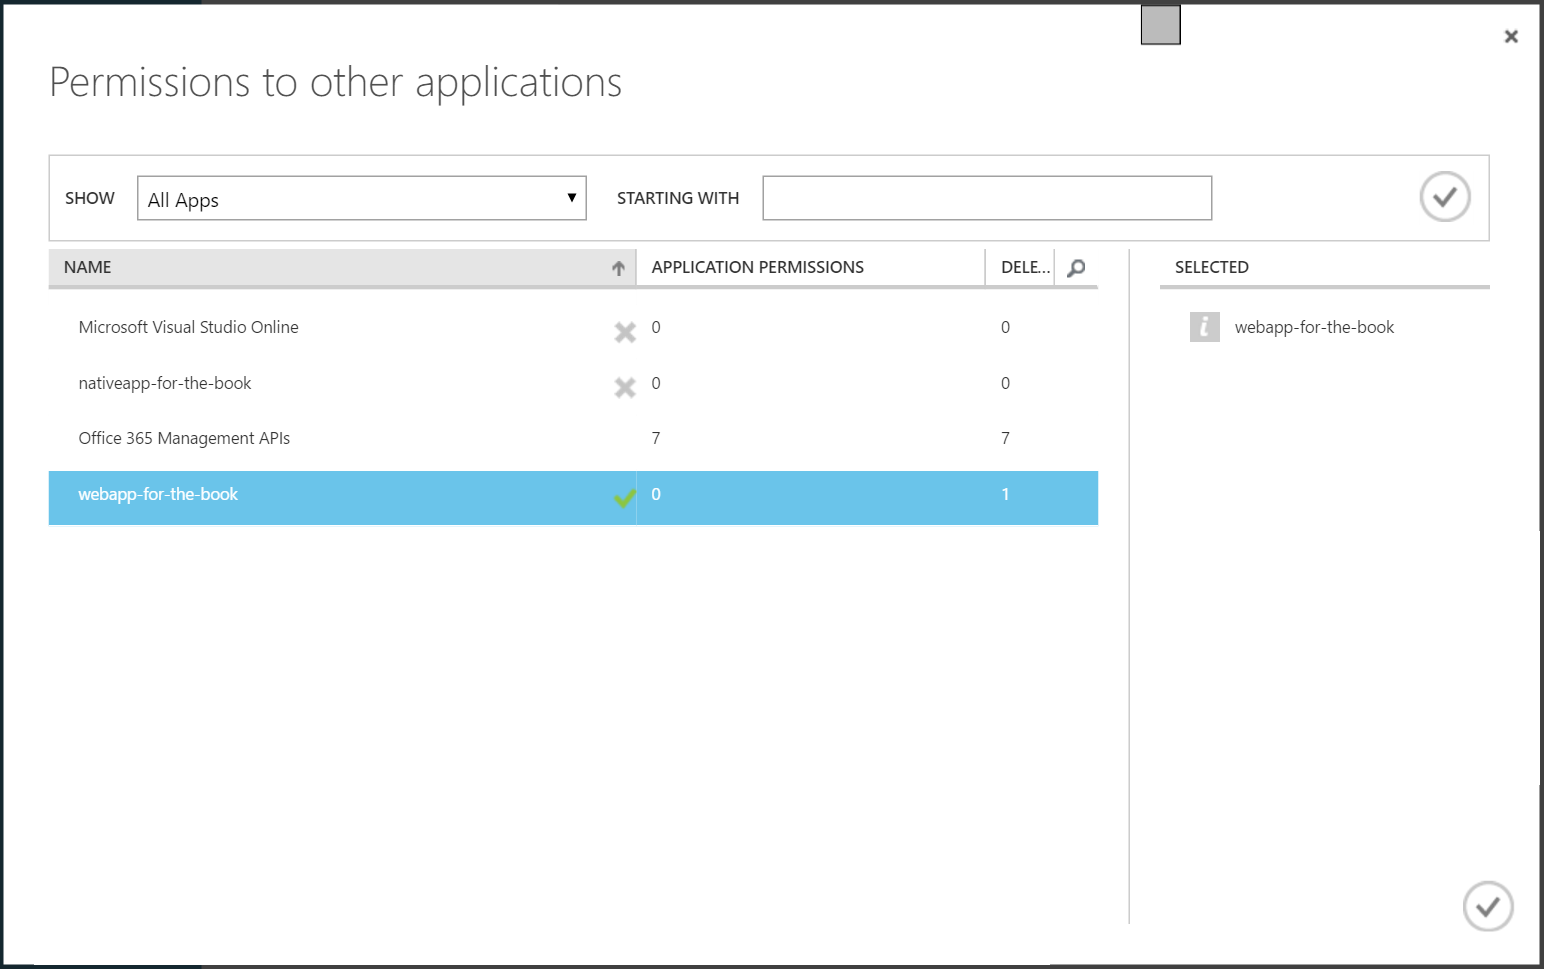 Permissions to other applications
SHOW All Apps STARTING WITH
NAME APPLICATION PERMISSIONS DELE... SELECTED
Microsoft Visual Studio Online 0 0 webapp-for-the-book
nativeapp-for-the-book 0 0
Office 365 Management APIs 7 7
webapp-for-the-book 0 1